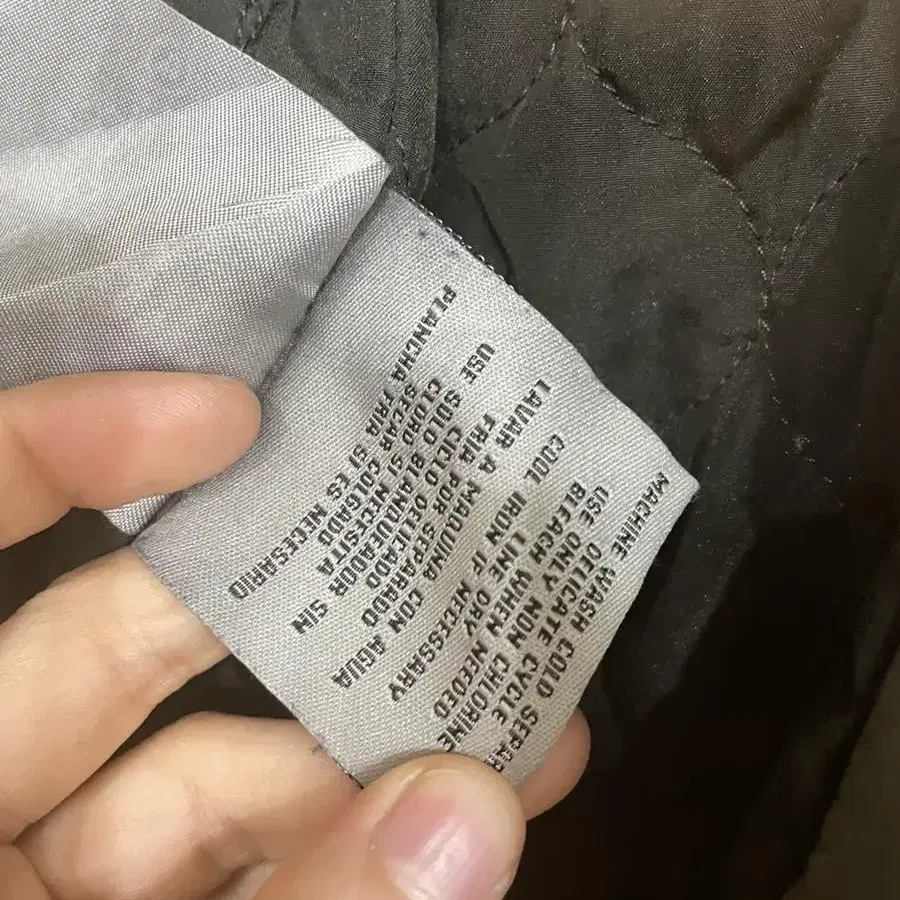 MACHINE WASH COLD SEPAR
DELICATE CYCLE
USE ONLY NON CHLORINE
BLEACH WHEN NEEDED
LINE DRY
COOL IRON IF NECESSARY
LAVAR A MAQUINA CON AGUA
FRIA POR SEPARADO
CICLO DELICADO
USE SOLO BLANQUEADOR SIN
CLORO SI NECESITA
SECAR COLGADO
PLANCHA FRIA SI ES NECESARIO